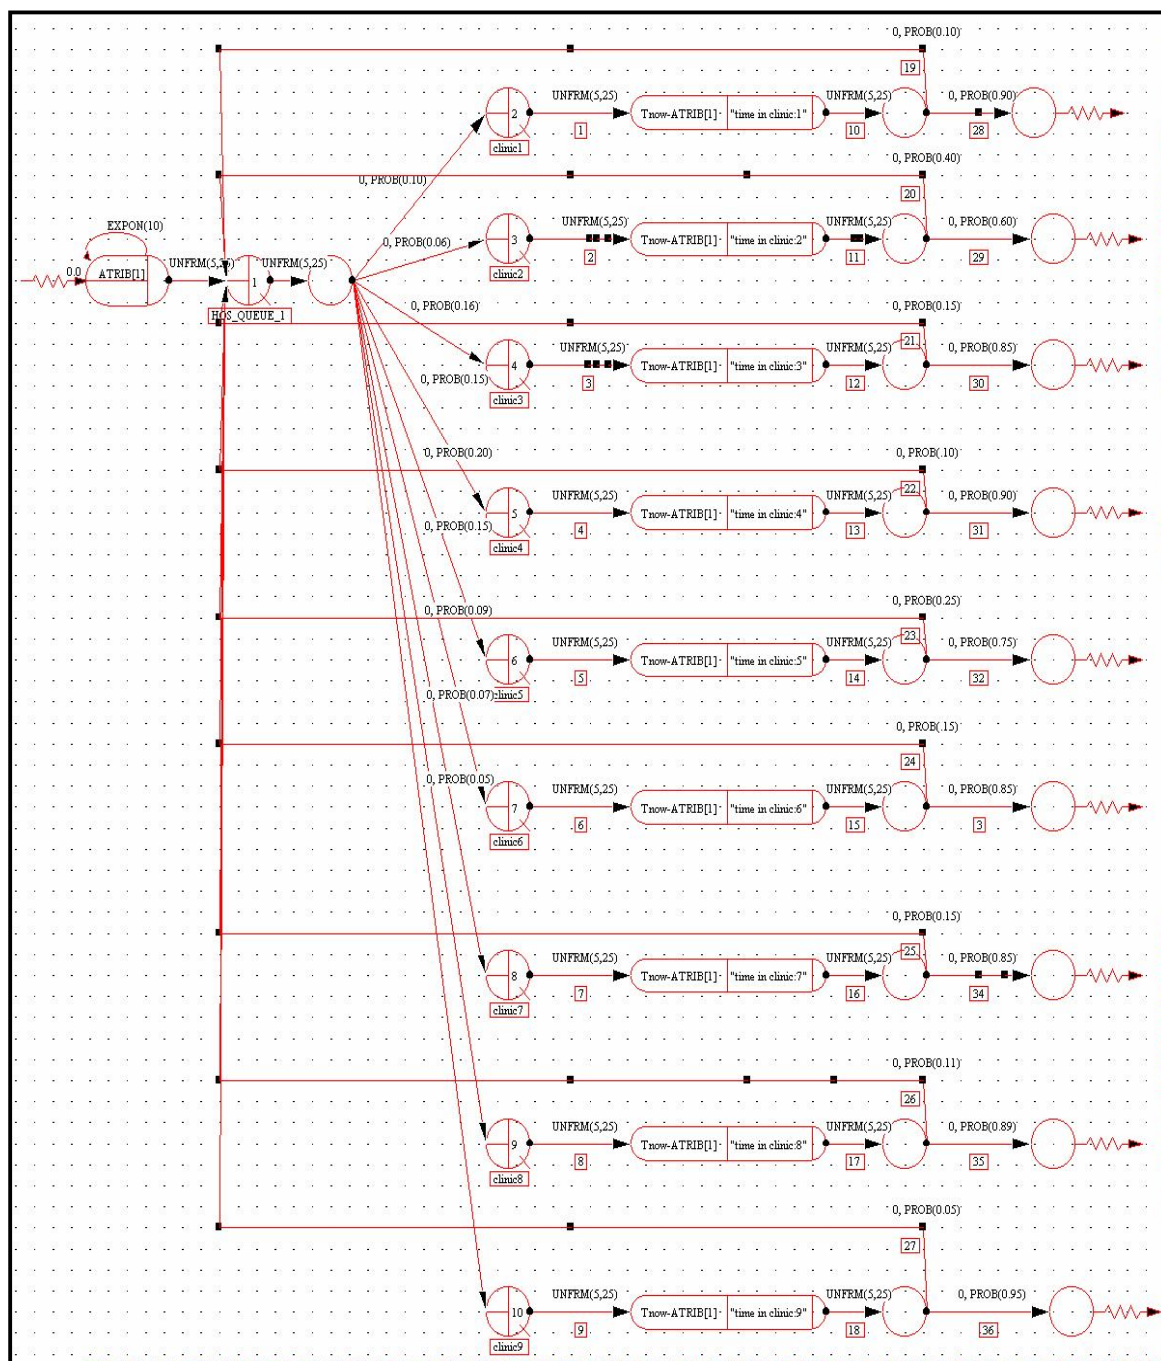 0, PROB(0.10)
19
UNFRM(5,25)
UNFRM(5,25)
0, PROB(0.90)
2
Tnow-ATRIB[1]- "time in clinic:1"
1
10
28
clinic1
0, PROB(0.10)
0, PROB(0.40)
20
EXPON(10)
0, PROB(0.06)
UNFRM(5,25)
UNFRM(5,25)
0, PROB(0.60)
3
Tnow-ATRIB[1]- "time in clinic:2"
2
11
29
clinic2
0.0
ATRIB[1]
UNFRM(5,
UNFRM(5,25)
1
HOS_QUEUE_1
0, PROB(0.16)
0, PROB(0.15)
21
UNFRM(5,25)
UNFRM(5,25)
0, PROB(0.85)
4
Tnow-ATRIB[1]- "time in clinic:3"
3
12
30
clinic3
0, PROB(0.15)
0, PROB(0.20)
0, PROB(.10)
22
UNFRM(5,25)
UNFRM(5,25)
0, PROB(0.90)
5
Tnow-ATRIB[1]- "time in clinic:4"
4
13
31
clinic4
0, PROB(0.15)
0, PROB(0.09)
0, PROB(0.25)
23
UNFRM(5,25)
UNFRM(5,25)
0, PROB(0.75)
6
Tnow-ATRIB[1]- "time in clinic:5"
5
14
32
clinic5
0, PROB(0.07)
0, PROB(.15)
24
0, PROB(0.05)
UNFRM(5,25)
UNFRM(5,25)
0, PROB(0.85)
7
Tnow-ATRIB[1]- "time in clinic:6"
6
15
3
clinic6
0, PROB(0.15)
25
UNFRM(5,25)
UNFRM(5,25)
0, PROB(0.85)
8
Tnow-ATRIB[1]- "time in clinic:7"
7
16
34
clinic7
0, PROB(0.11)
26
UNFRM(5,25)
UNFRM(5,25)
0, PROB(0.89)
9
Tnow-ATRIB[1]- "time in clinic:8"
8
17
35
clinic8
0, PROB(0.05)
27
UNFRM(5,25)
UNFRM(5,25)
0, PROB(0.95)
10
Tnow-ATRIB[1]- "time in clinic:9"
9
18
36
clinic9